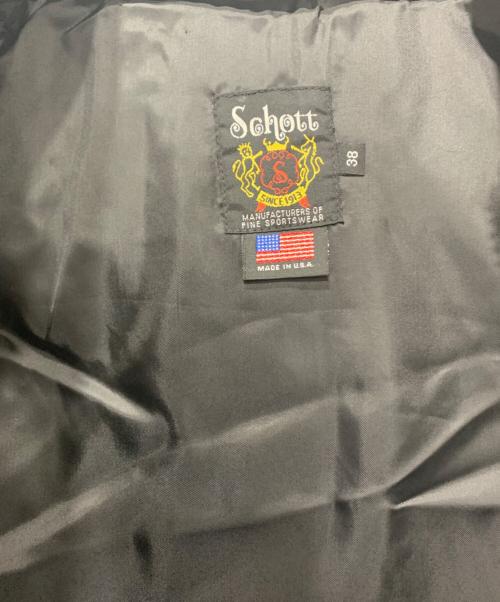 Schott
S
SINCE 1913
MANUFACTURERS OF
FINE SPORTSWEAR
38
MADE IN U.S.A.